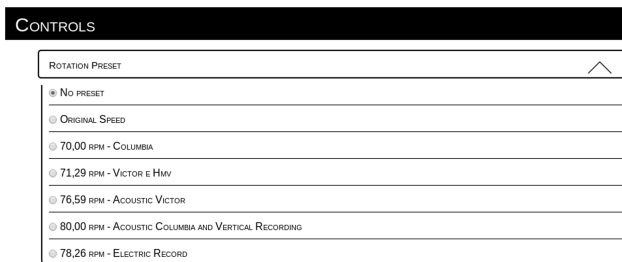 Controls
Rotation Preset
No preset
Original Speed
70,00 rpm - Columbia
71,29 rpm - Victor e Hmv
76,59 rpm - Acoustic Victor
80,00 rpm - Acoustic Columbia and Vertical Recording
78,26 rpm - Electric Record